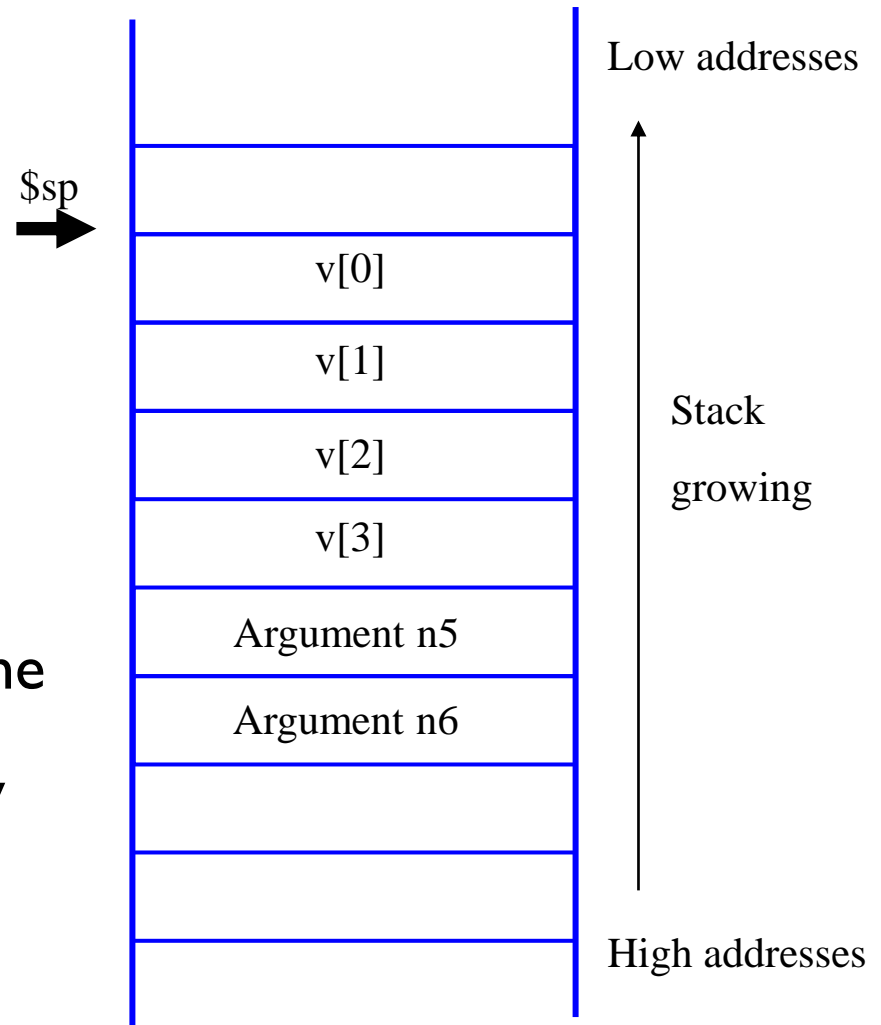 Low addresses
$sp
v[0]
v[1]
v[2]
Stack
growing
v[3]
Argument n5
Argument n6
High addresses